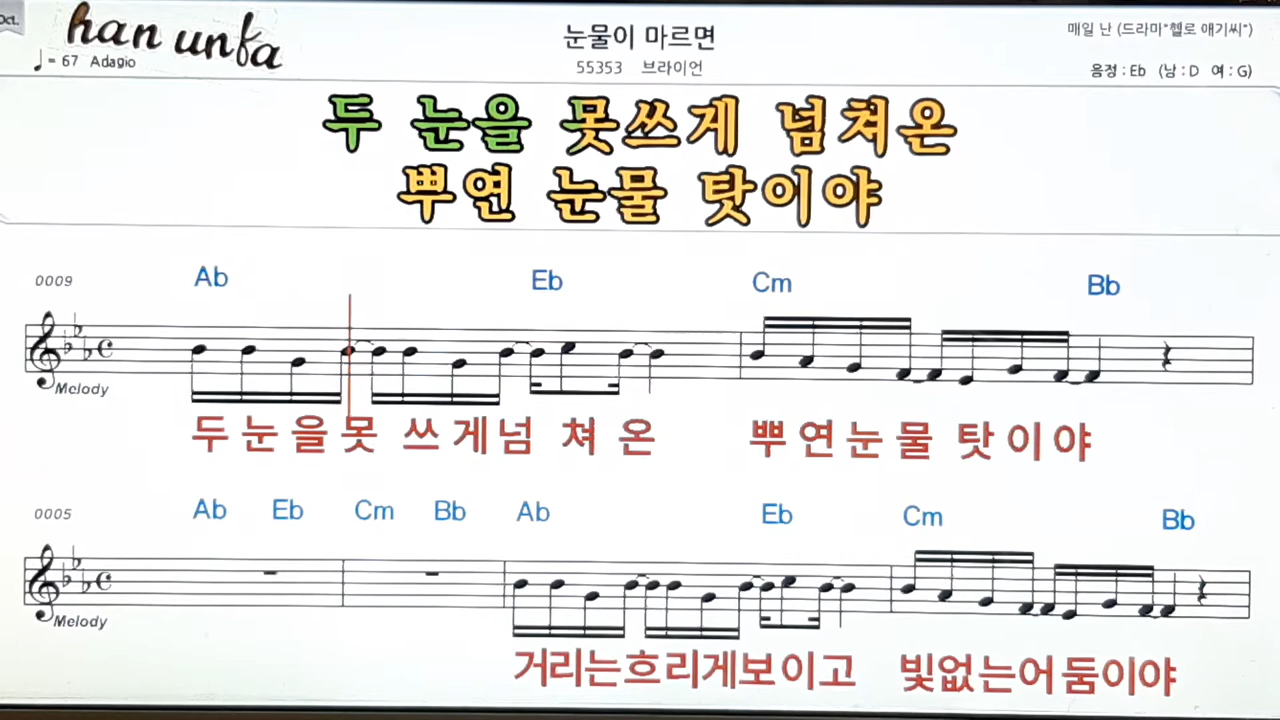 Oct.
han unfa
♩= 67 Adagio
눈물이 마르면
55353 브라이언
매일 난 (드라마"헬로 애기씨")
음정 : Eb (남 : D 여 : G)
두 눈을 못쓰게 넘쳐온
뿌연 눈물 탓이야
0009
Ab Eb Cm Bb
Melody
두 눈 을 못 쓰 게 넘 쳐 온 뿌 연 눈 물 탓 이 야
0005
Ab Eb Cm Bb Ab Eb Cm Bb
Melody
거리는흐리게보이고 빛없는어둠이야